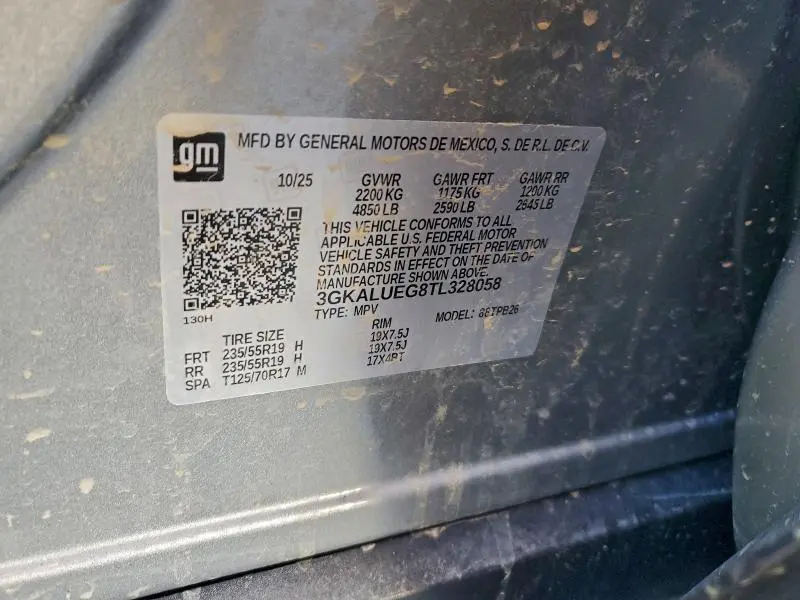 gm
MFD BY GENERAL MOTORS DE MEXICO, S. DE R.L. DE C.V.
10/25 GVWR GAWR FRT GAWR RR
2200 KG 1175 KG 1200 KG
4850 LB 2590 LB 2645 LB
THIS VEHICLE CONFORMS TO ALL
APPLICABLE U.S. FEDERAL MOTOR
VEHICLE SAFETY AND THEFT PREVENTION
STANDARDS IN EFFECT ON THE DATE OF
MANUFACTURE SHOWN ABOVE.
3GKALUEG8TL328058
TYPE: MPV MODEL:
130H
TIRE SIZE RIM
FRT 235/55R19 H 19X7.5J
RR 235/55R19 H 19X7.5J
SPA T125/70R17 M 17X4BT